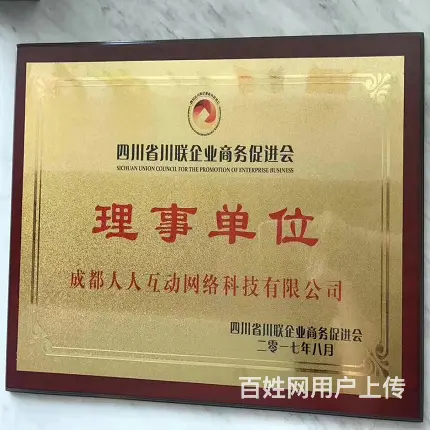 四川省川联企业商务促进会
SICHUAN UNION COUNCIL FOR THE PROMOTION OF ENTERPRISE BUSINESS
理事单位
成都人人互动网络科技有限公司
四川省川联企业商务促进会
二零一七年八月
百姓网用户上传